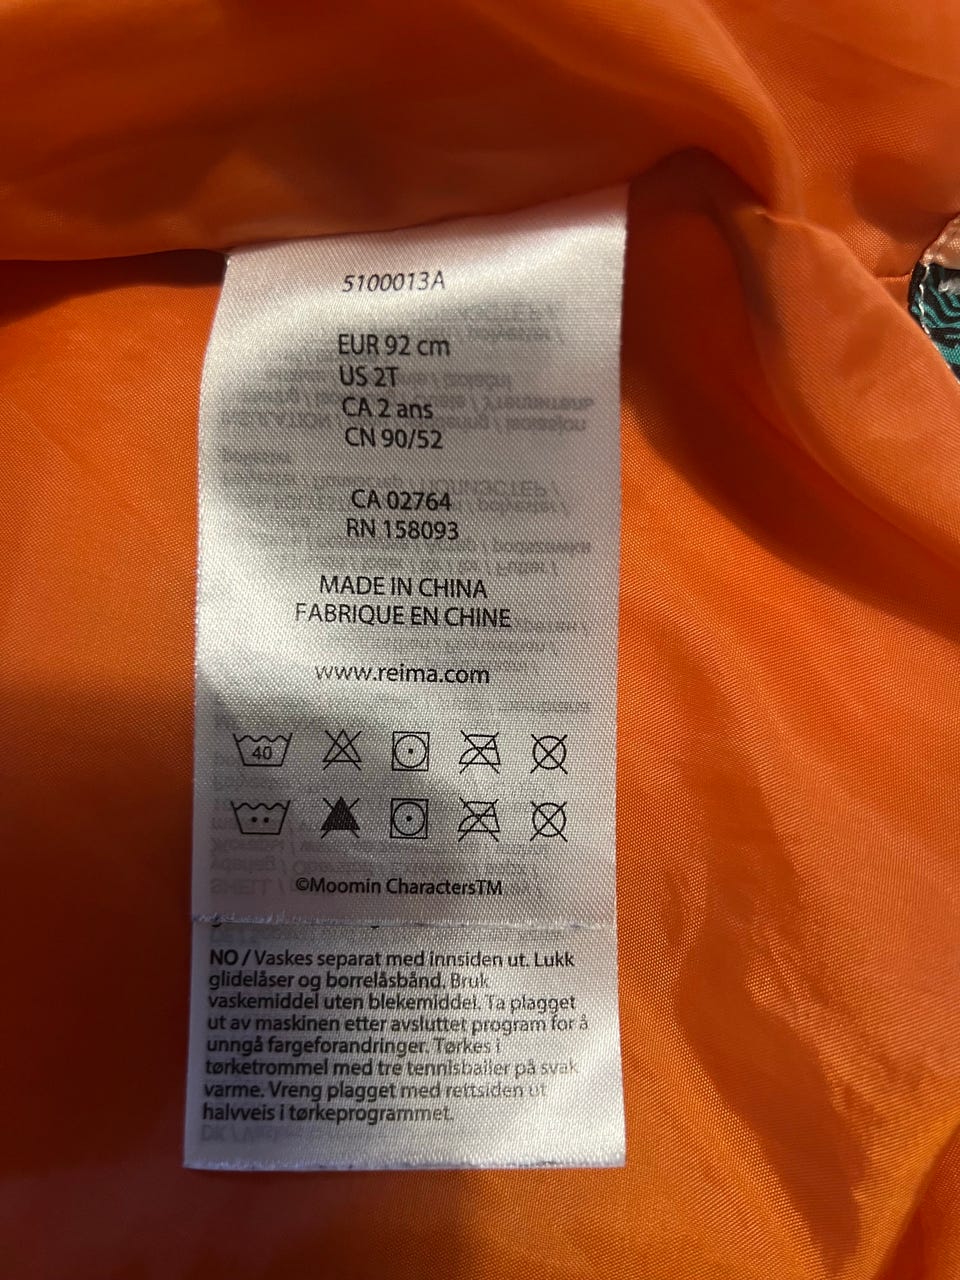 5100013A
EUR 92 cm
US 2T
CA 2 ans
CN 90/52
CA 02764
RN 158093
MADE IN CHINA
FABRIQUE EN CHINE
www.reima.com
40
©Moomin CharactersTM
NO / Vaskes separat med innsiden ut. Lukk
glidelåser og borrelåsbånd. Bruk
vaskemiddel uten blekemiddel. Ta plagget
ut av maskinen etter avsluttet program for å
unngå fargeforandringer. Tørkes i
tørketrommel med tre tennisballer på svak
varme. Vreng plagget med rettsiden ut
halvveis i tørkeprogrammet.